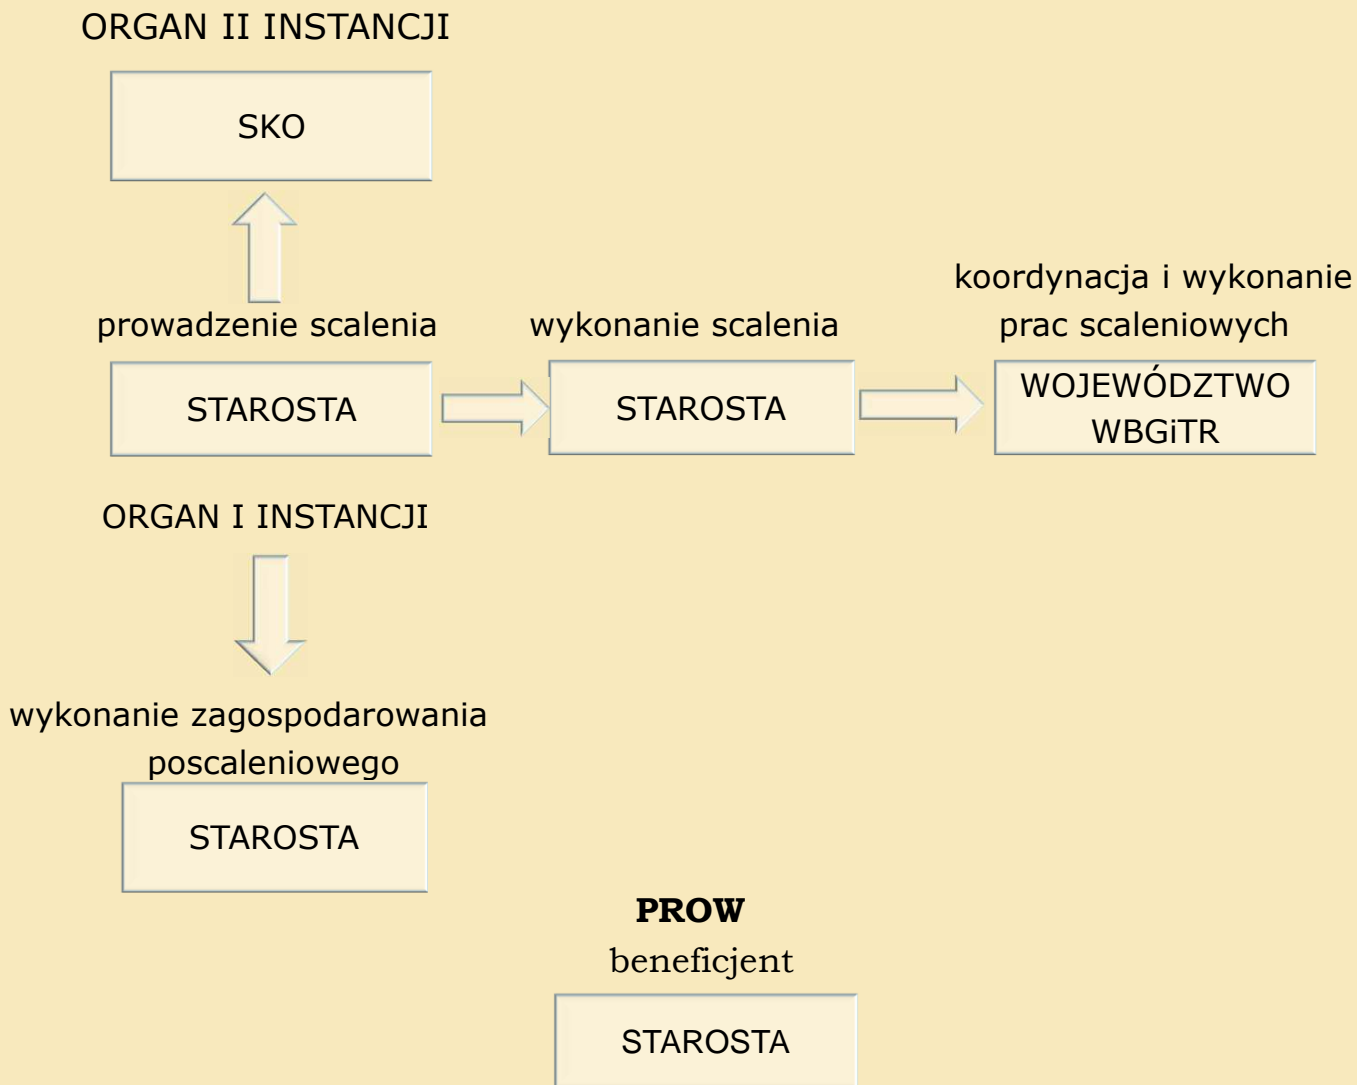 ORGAN II INSTANCJI
SKO
prowadzenie scalenia
STAROSTA
ORGAN I INSTANCJI
wykonanie scalenia
STAROSTA
koordynacja i wykonanie
prac scaleniowych
WOJEWÓDZTWO
WBGiTR
wykonanie zagospodarowania
poscaleniowego
STAROSTA
PROW
beneficjent
STAROSTA